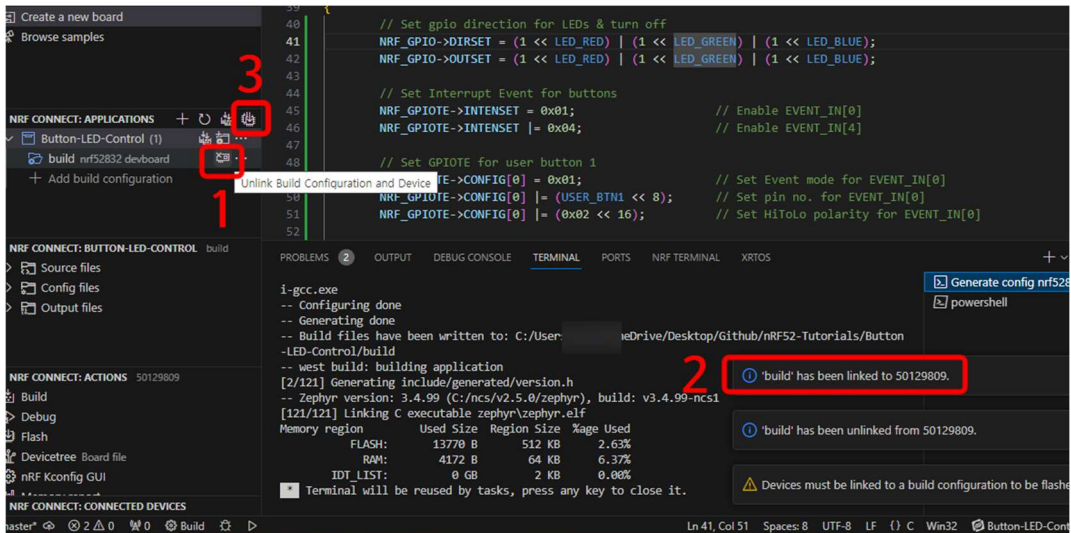 Create a new board
Browse samples
3
NRF CONNECT: APPLICATIONS
Button-LED-Control (1)
build nrf52832 devboard
Add build configuration
Unlink Build Configuration and Device
1
NRF CONNECT: BUTTON-LED-CONTROL build
Source files
Config files
Output files
NRF CONNECT: ACTIONS 50129809
Build
Debug
Flash
Devicetree Board file
nRF Kconfig GUI
NRF CONNECT: CONNECTED DEVICES
39 {
40 // Set gpio direction for LEDs & turn off
41 NRF_GPIO->DIRSET = (1 << LED_RED) | (1 << LED_GREEN) | (1 << LED_BLUE);
42 NRF_GPIO->OUTSET = (1 << LED_RED) | (1 << LED_GREEN) | (1 << LED_BLUE);
43
44 // Set Interrupt Event for buttons
45 NRF_GPIOTE->INTENSET = 0x01; // Enable EVENT_IN[0]
46 NRF_GPIOTE->INTENSET |= 0x04; // Enable EVENT_IN[4]
47
48 // Set GPIOTE for user button 1
OTE->CONFIG[0] = 0x01; // Set Event mode for EVENT_IN[0]
50 NRF_GPIOTE->CONFIG[0] |= (USER_BTN1 << 8); // Set pin no. for EVENT_IN[0]
51 NRF_GPIOTE->CONFIG[0] |= (0x02 << 16); // Set HiToLo polarity for EVENT_IN[0]
52
PROBLEMS 2 OUTPUT DEBUG CONSOLE TERMINAL PORTS NRF TERMINAL XRTOS
i-gcc.exe
-- Configuring done
-- Generating done
-- Build files have been written to: C:/User eDrive/Desktop/Github/nRF52-Tutorials/Button
-LED-Control/build
-- west build: building application
[2/121] Generating include/generated/version.h
-- Zephyr version: 3.4.99 (C:/ncs/v2.5.0/zephyr), build: v3.4.99-ncs1
[121/121] Linking C executable zephyr\zephyr.elf
Memory region Used Size Region Size %age Used
FLASH: 13770 B 512 KB 2.63%
RAM: 4172 B 64 KB 6.37%
IDT_LIST: 0 GB 2 KB 0.00%
* Terminal will be reused by tasks, press any key to close it.
Generate config nrf528
powershell
2
'build' has been linked to 50129809.
'build' has been unlinked from 50129809.
Devices must be linked to a build configuration to be flashe
naster* 2 0 0 Build
Ln 41, Col 51 Spaces: 8 UTF-8 LF {} C Win32 Button-LED-Cont